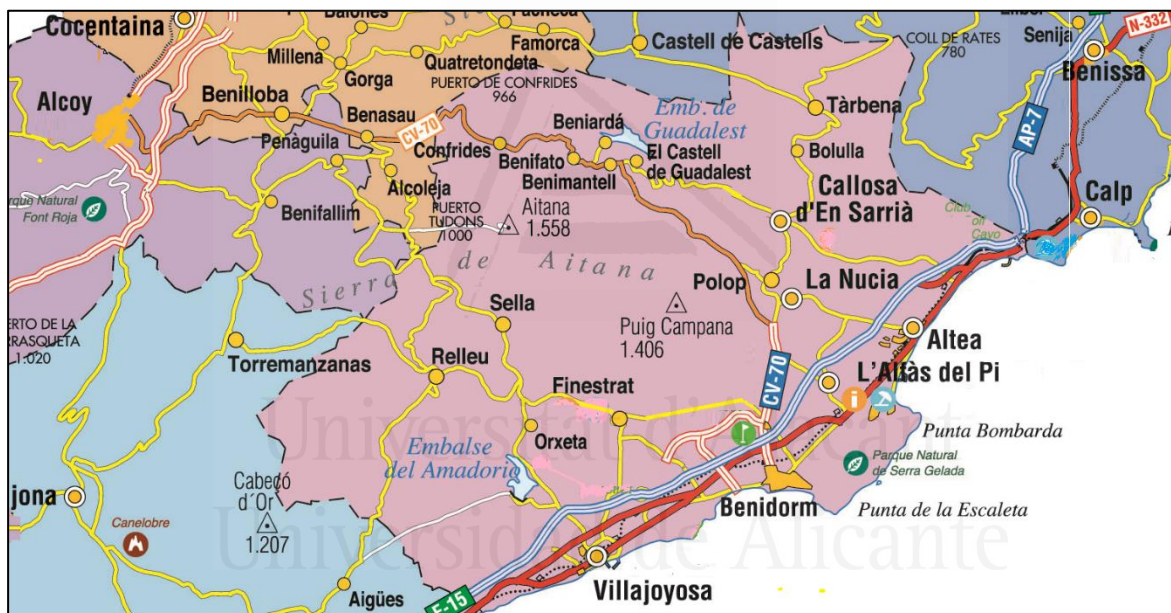 Cocentaina
Balones
Facheca
Famorca
Millena
Gorga
Quatretondeta
Castell de Castells
COLL DE RATES
780
Senija
N-332
Benissa
Alcoy
Benilloba
PUERTO DE CONFRIDES
966
Benasau
CV-70
Penàguila
Confrides
Beniardá
Emb. de
Guadalest
Benifato
Benimantell
El Castell
de Guadalest
Tàrbena
Bolulla
AP-7
Calp
Parque Natural
Font Roja
Benifallim
Alcoleja
PUERTO
TUDONS
1000
Aitana
1.558
Callosa
d'En Sarrià
Sierra de Aitana
Polop
La Nucia
Sella
Puig Campana
1.406
Altea
L'Alfàs del Pi
1.020
Torremanzanas
Relleu
Finestrat
CV-70
Orxeta
Embalse
del Amadorio
Punta Bombarda
Parque Natural
de Serra Gelada
Punta de la Escaleta
jona
Cabeçó
d´Or
1.207
Canelobre
Benidorm
Villajoyosa
Aigües
E-15
Universitat d'Alacant
Universidad de Alicante